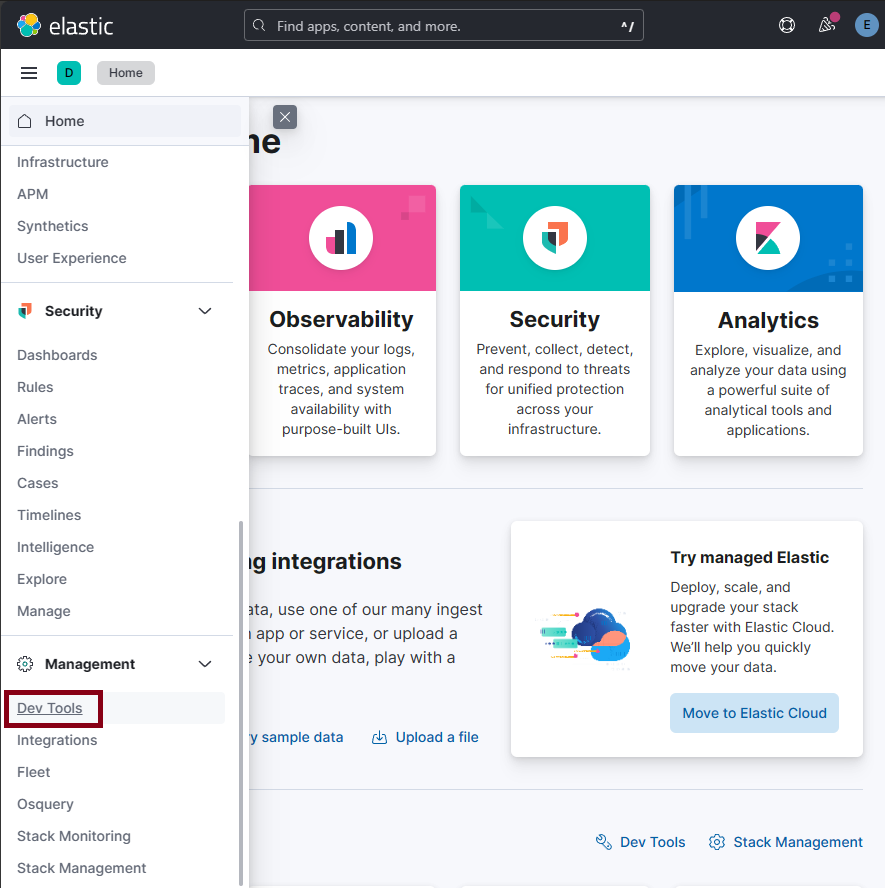 elastic
Find apps, content, and more.
^/
E
D
Home
Home
Infrastructure
APM
Synthetics
User Experience
Security
Dashboards
Rules
Alerts
Findings
Cases
Timelines
Intelligence
Explore
Manage
Management
Dev Tools
Integrations
Fleet
Osquery
Stack Monitoring
Stack Management
Observability
Consolidate your logs,
metrics, application
traces, and system
availability with
purpose-built UIs.
Security
Prevent, collect, detect,
and respond to threats
for unified protection
across your
infrastructure.
Analytics
Explore, visualize, and
analyze your data using
a powerful suite of
analytical tools and
applications.
integrations
use one of our many ingest
app or service, or upload a
your own data, play with a
sample data
Upload a file
Try managed Elastic
Deploy, scale, and
upgrade your stack
faster with Elastic Cloud.
We’ll help you quickly
move your data.
Move to Elastic Cloud
Dev Tools
Stack Management